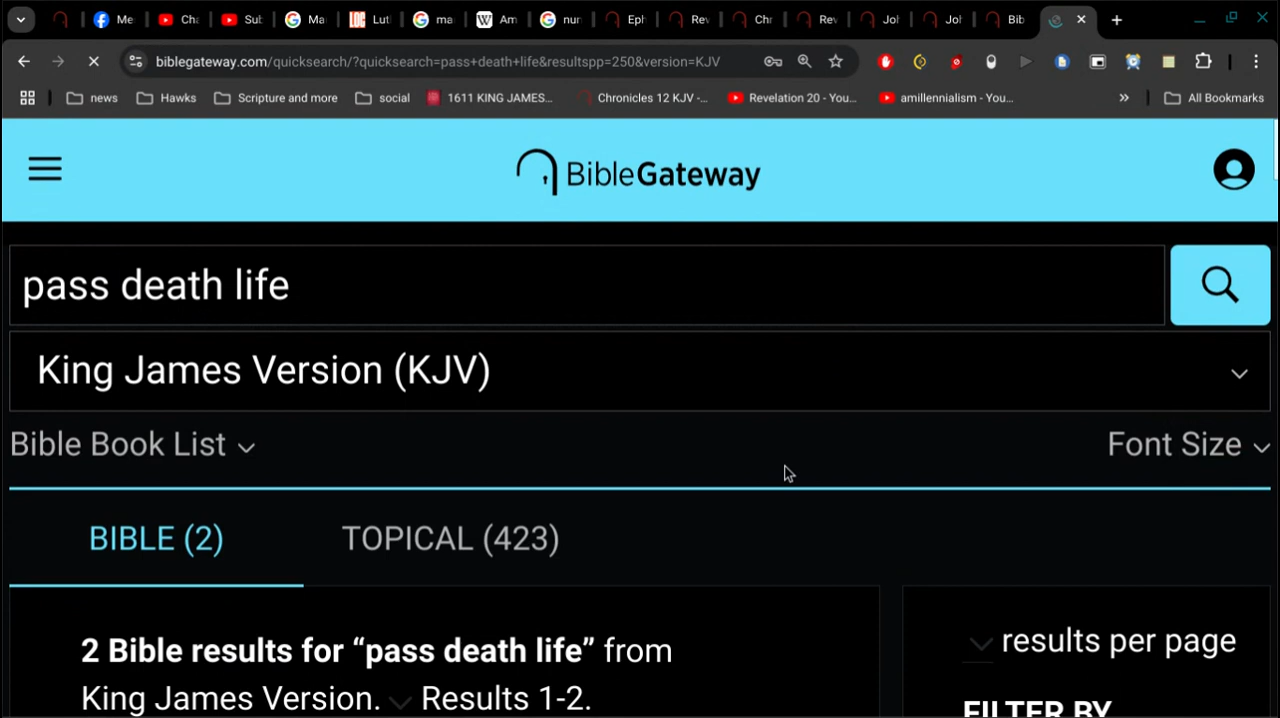 Me
Cha
Sub
Ma
LOC
Lut
ma
W
Am
nur
Eph
Rev
Chr
Rev
Joh
Joh
Bib
biblegateway.com/quicksearch/?quicksearch=pass+death+life&resultspp=250&version=KJV
news
Hawks
Scripture and more
social
1611 KING JAMES...
Chronicles 12 KJV -...
Revelation 20 - You...
amillennialism - You...
All Bookmarks
BibleGateway
pass death life
King James Version (KJV)
Bible Book List
Font Size
BIBLE (2)
TOPICAL (423)
2 Bible results for “pass death life” from
King James Version. Results 1-2.
results per page
FILTER BY